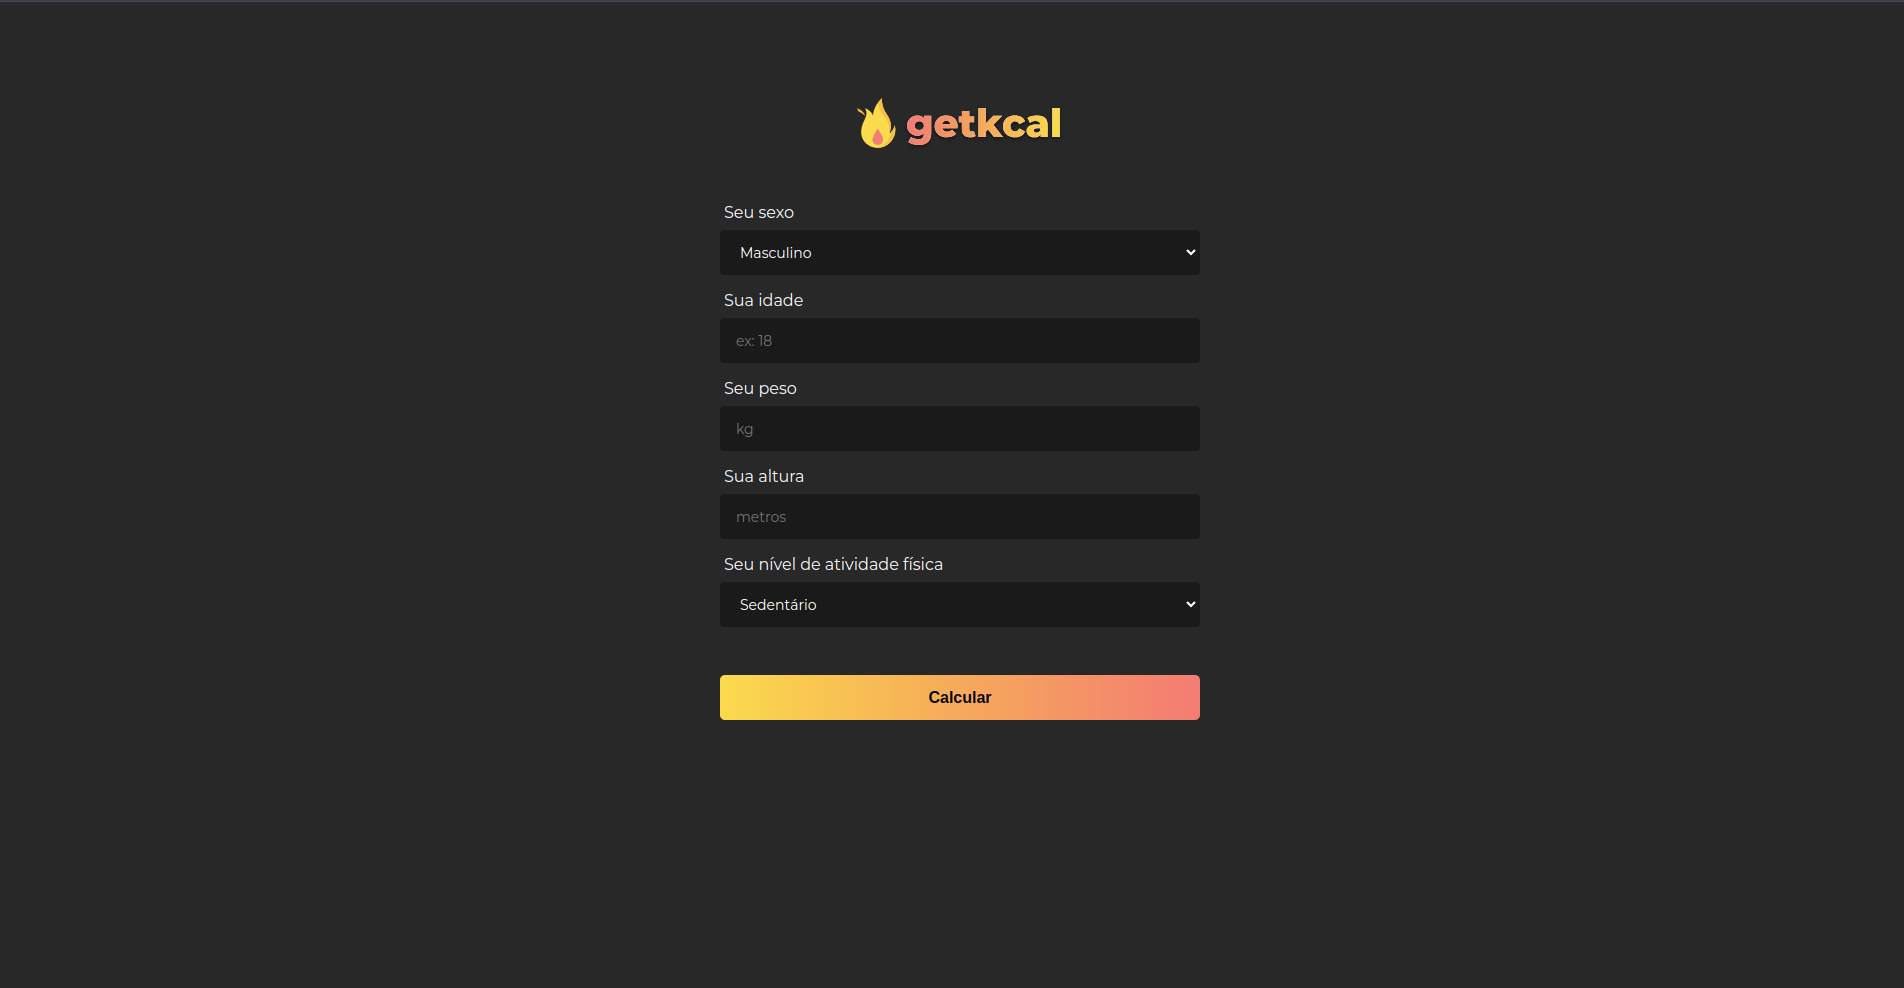 getkcal
Seu sexo
Masculino
Sua idade
ex: 18
Seu peso
kg
Sua altura
metros
Seu nível de atividade física
Sedentário
Calcular